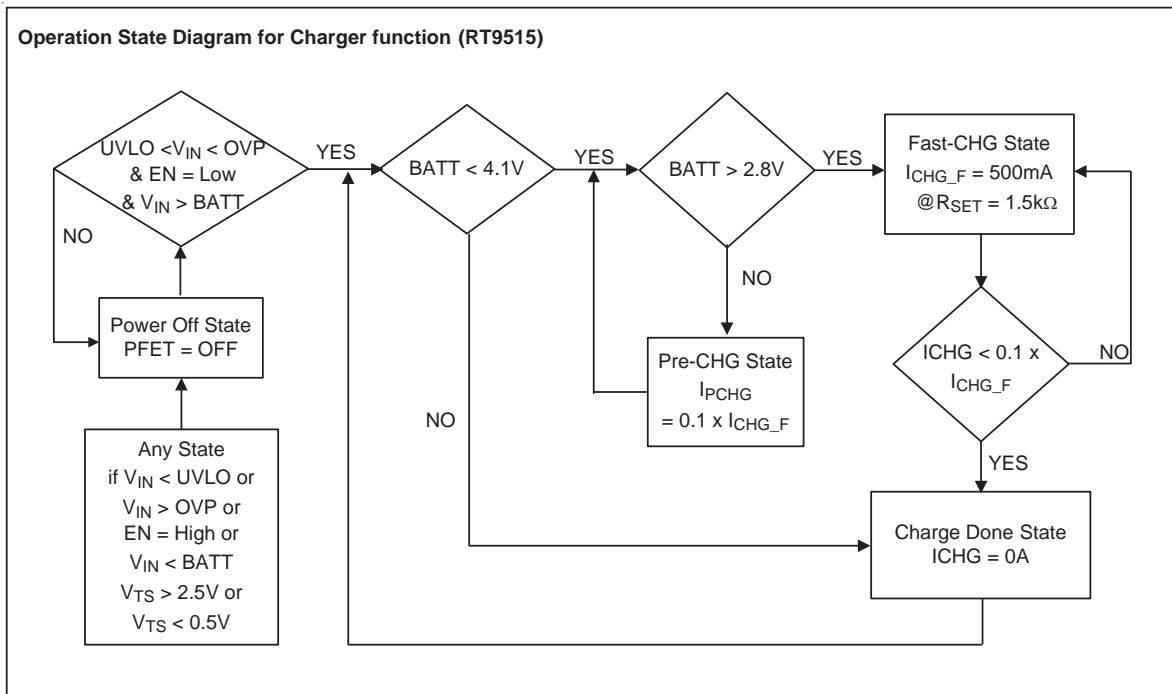 Operation State Diagram for Charger function (RT9515)
UVLO <VIN < OVP
& EN = Low
& VIN > BATT
YES
NO
BATT < 4.1V
YES
NO
BATT > 2.8V
YES
NO
Fast-CHG State
ICHG_F = 500mA
@RSET = 1.5kΩ
Power Off State
PFET = OFF
Pre-CHG State
IPCHG
= 0.1 x ICHG_F
ICHG < 0.1 x
ICHG_F
NO
YES
Any State
if VIN < UVLO or
VIN > OVP or
EN = High or
VIN < BATT
VTS > 2.5V or
VTS < 0.5V
Charge Done State
ICHG = 0A